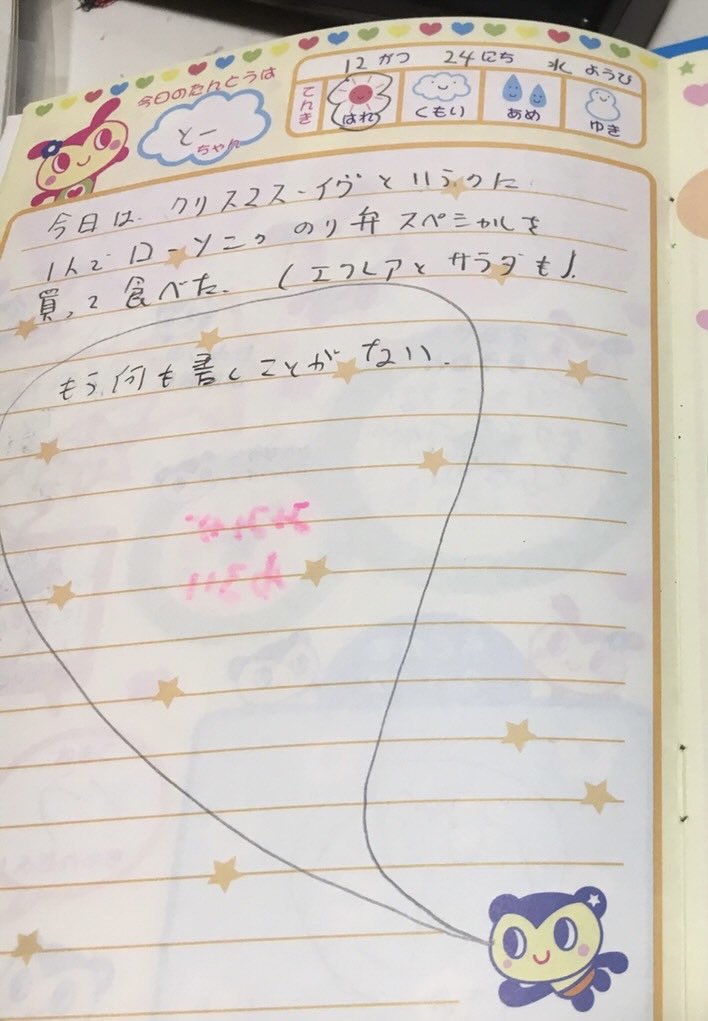 12がつ 24にち 水ようび
今日のたんとうは
とーちゃん
てんき はれ くもり あめ ゆき
今日は、クリスマス・イヴというのに
1人でローソンの のり弁スペシャルを
買って食べた。(エクレアとサラダも)。
もう、何も書くことがない。